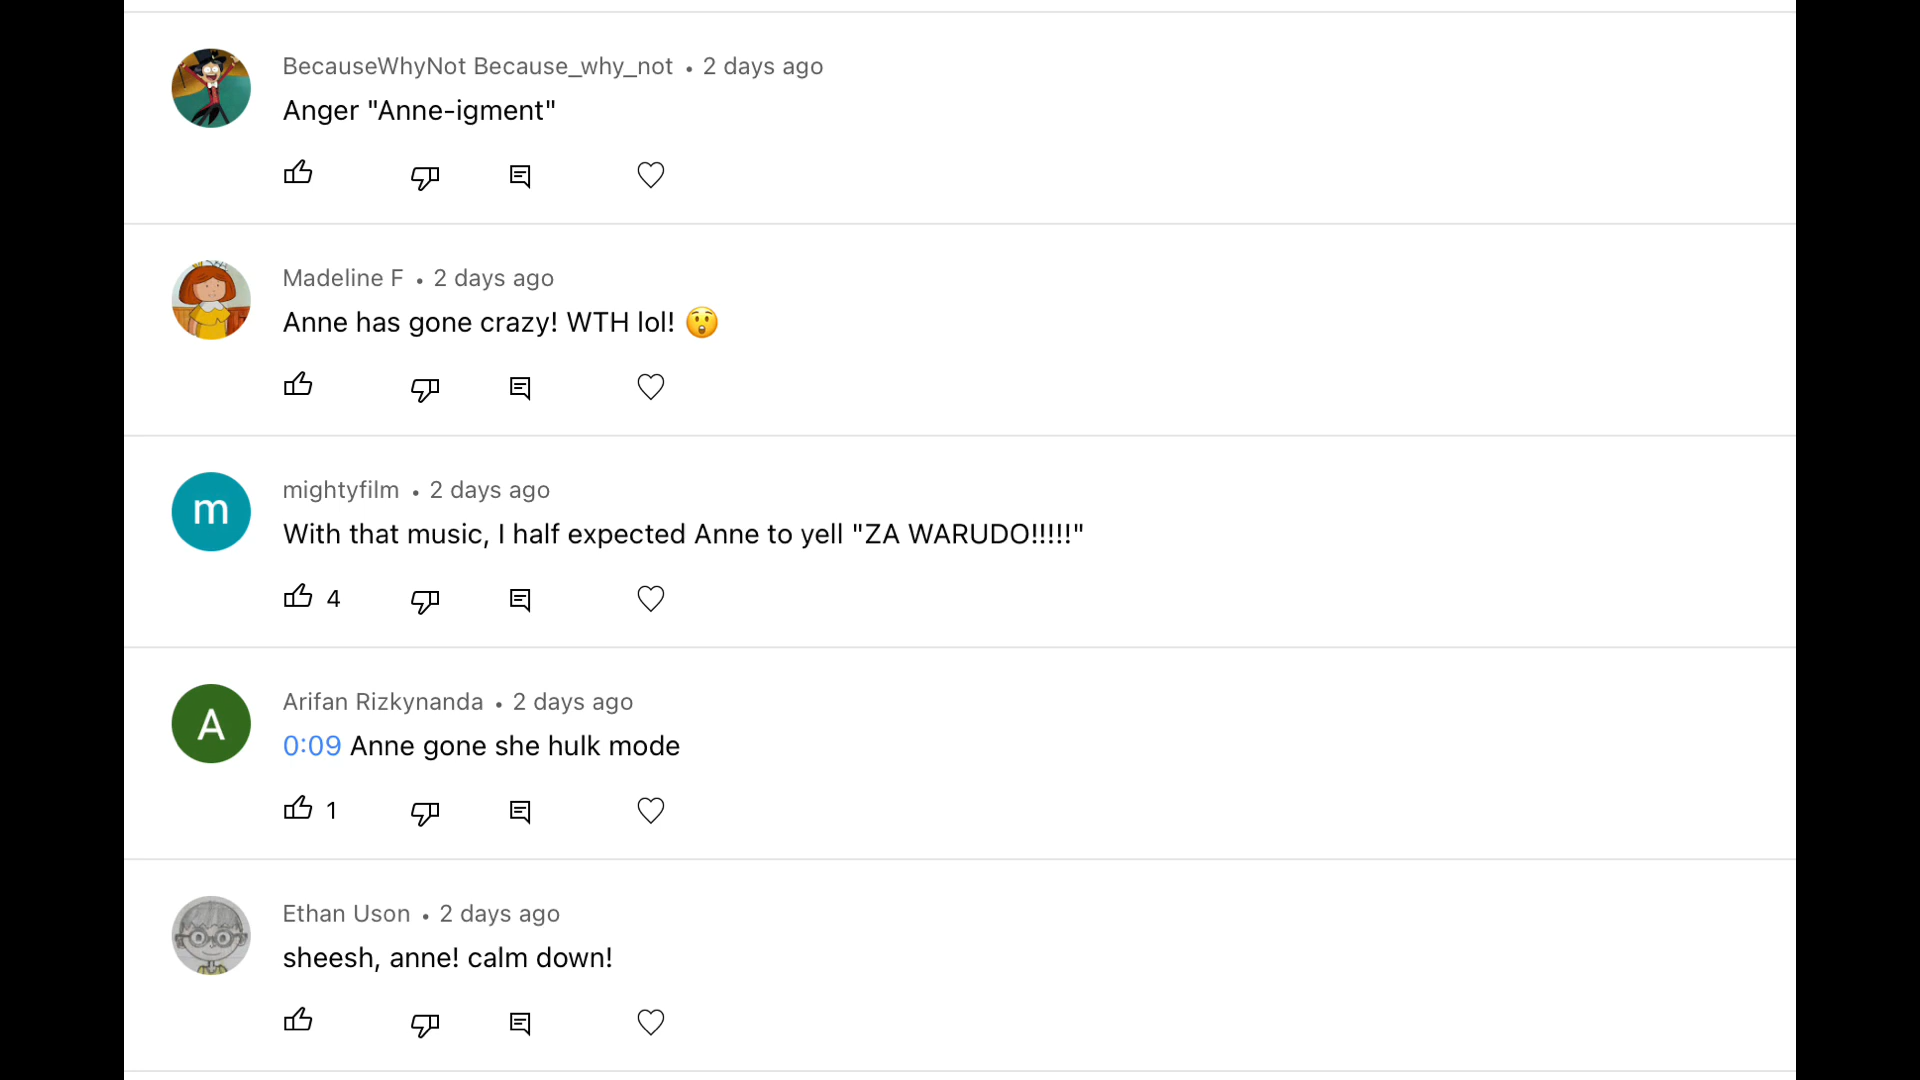 BecauseWhyNot Because_why_not • 2 days ago
Anger "Anne-igment"
Madeline F • 2 days ago
Anne has gone crazy! WTH lol! 😲
m
mightyfilm • 2 days ago
With that music, I half expected Anne to yell "ZA WARUDO!!!!!"
4
A
Arifan Rizkynanda • 2 days ago
0:09 Anne gone she hulk mode
1
Ethan Uson • 2 days ago
sheesh, anne! calm down!